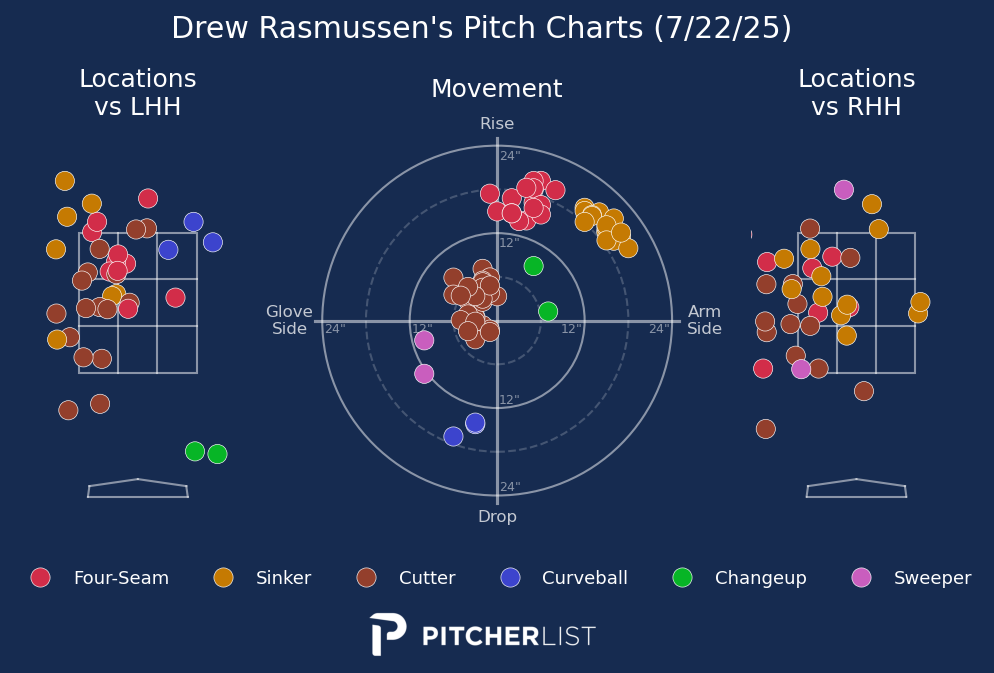 Drew Rasmussen's Pitch Charts (7/22/25)
Locations
vs LHH
Movement
Locations
vs RHH
Rise
24"
12"
Glove
Side
24"
12"
12"
24"
Arm
Side
12"
24"
Drop
Four-Seam
Sinker
Cutter
Curveball
Changeup
Sweeper
PITCHERLIST